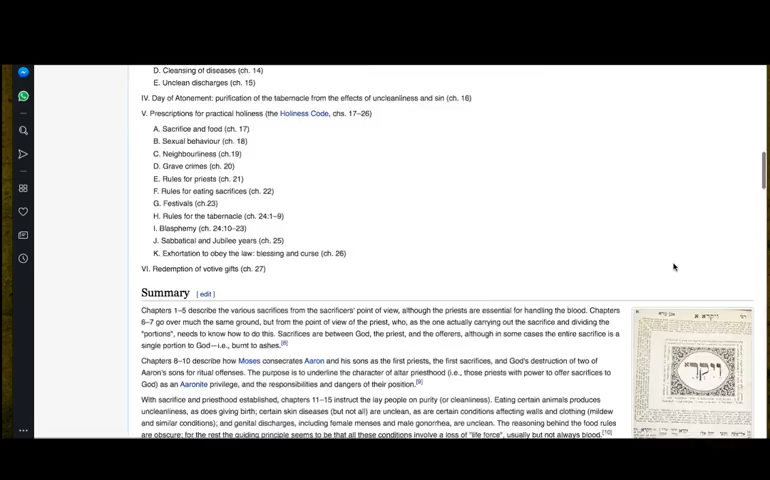 D. Cleansing of diseases (ch. 14)
E. Unclean discharges (ch. 15)
IV. Day of Atonement: purification of the tabernacle from the effects of uncleanliness and sin (ch. 16)
V. Prescriptions for practical holiness (the Holiness Code, chs. 17–26)
A. Sacrifice and food (ch. 17)
B. Sexual behaviour (ch. 18)
C. Neighbourliness (ch.19)
D. Grave crimes (ch. 20)
E. Rules for priests (ch. 21)
F. Rules for eating sacrifices (ch. 22)
G. Festivals (ch.23)
H. Rules for the tabernacle (ch. 24:1–9)
I. Blasphemy (ch. 24:10–23)
J. Sabbatical and Jubilee years (ch. 25)
K. Exhortation to obey the law: blessing and curse (ch. 26)
VI. Redemption of votive gifts (ch. 27)
Summary [ edit ]
Chapters 1–5 describe the various sacrifices from the sacrificers' point of view, although the priests are essential for handling the blood. Chapters
6–7 go over much the same ground, but from the point of view of the priest, who, as the one actually carrying out the sacrifice and dividing the
"portions", needs to know how to do this. Sacrifices are between God, the priest, and the offerers, although in some cases the entire sacrifice is a
single portion to God—i.e., burnt to ashes.[8]
Chapters 8–10 describe how Moses consecrates Aaron and his sons as the first priests, the first sacrifices, and God's destruction of two of
Aaron's sons for ritual offenses. The purpose is to underline the character of altar priesthood (i.e., those priests with power to offer sacrifices to
God) as an Aaronite privilege, and the responsibilities and dangers of their position.[9]
With sacrifice and priesthood established, chapters 11–15 instruct the lay people on purity (or cleanliness). Eating certain animals produces
uncleanliness, as does giving birth; certain skin diseases (but not all) are unclean, as are certain conditions affecting walls and clothing (mildew
and similar conditions); and genital discharges, including female menses and male gonorrhea, are unclean. The reasoning behind the food rules
are obscure; for the rest the guiding principle seems to be that all these conditions involve a loss of "life force", usually but not always blood.[10]
ויקרא א
ויקרא